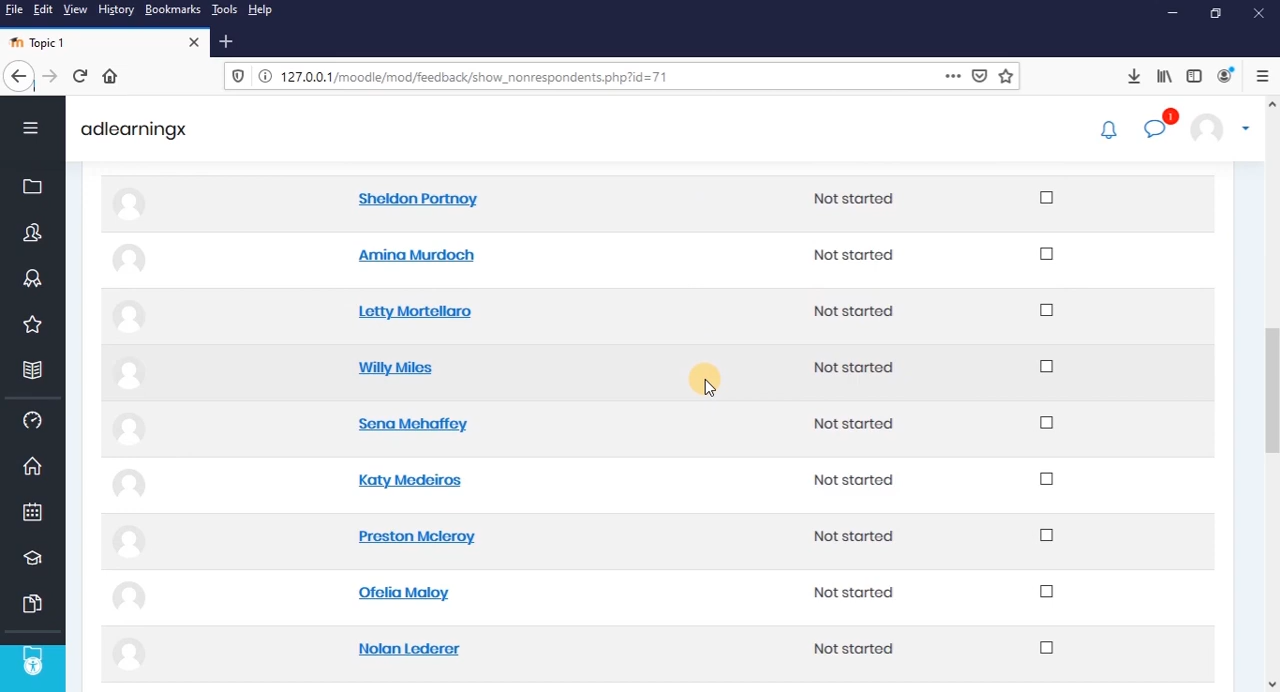 File Edit View History Bookmarks Tools Help
Topic 1
127.0.0.1/moodle/mod/feedback/show_nonrespondents.php?id=71
adlearningx
1
Sheldon Portnoy Not started
Amina Murdoch Not started
Letty Mortellaro Not started
Willy Miles Not started
Sena Mehaffey Not started
Katy Medeiros Not started
Preston Mcleroy Not started
Ofelia Maloy Not started
Nolan Lederer Not started